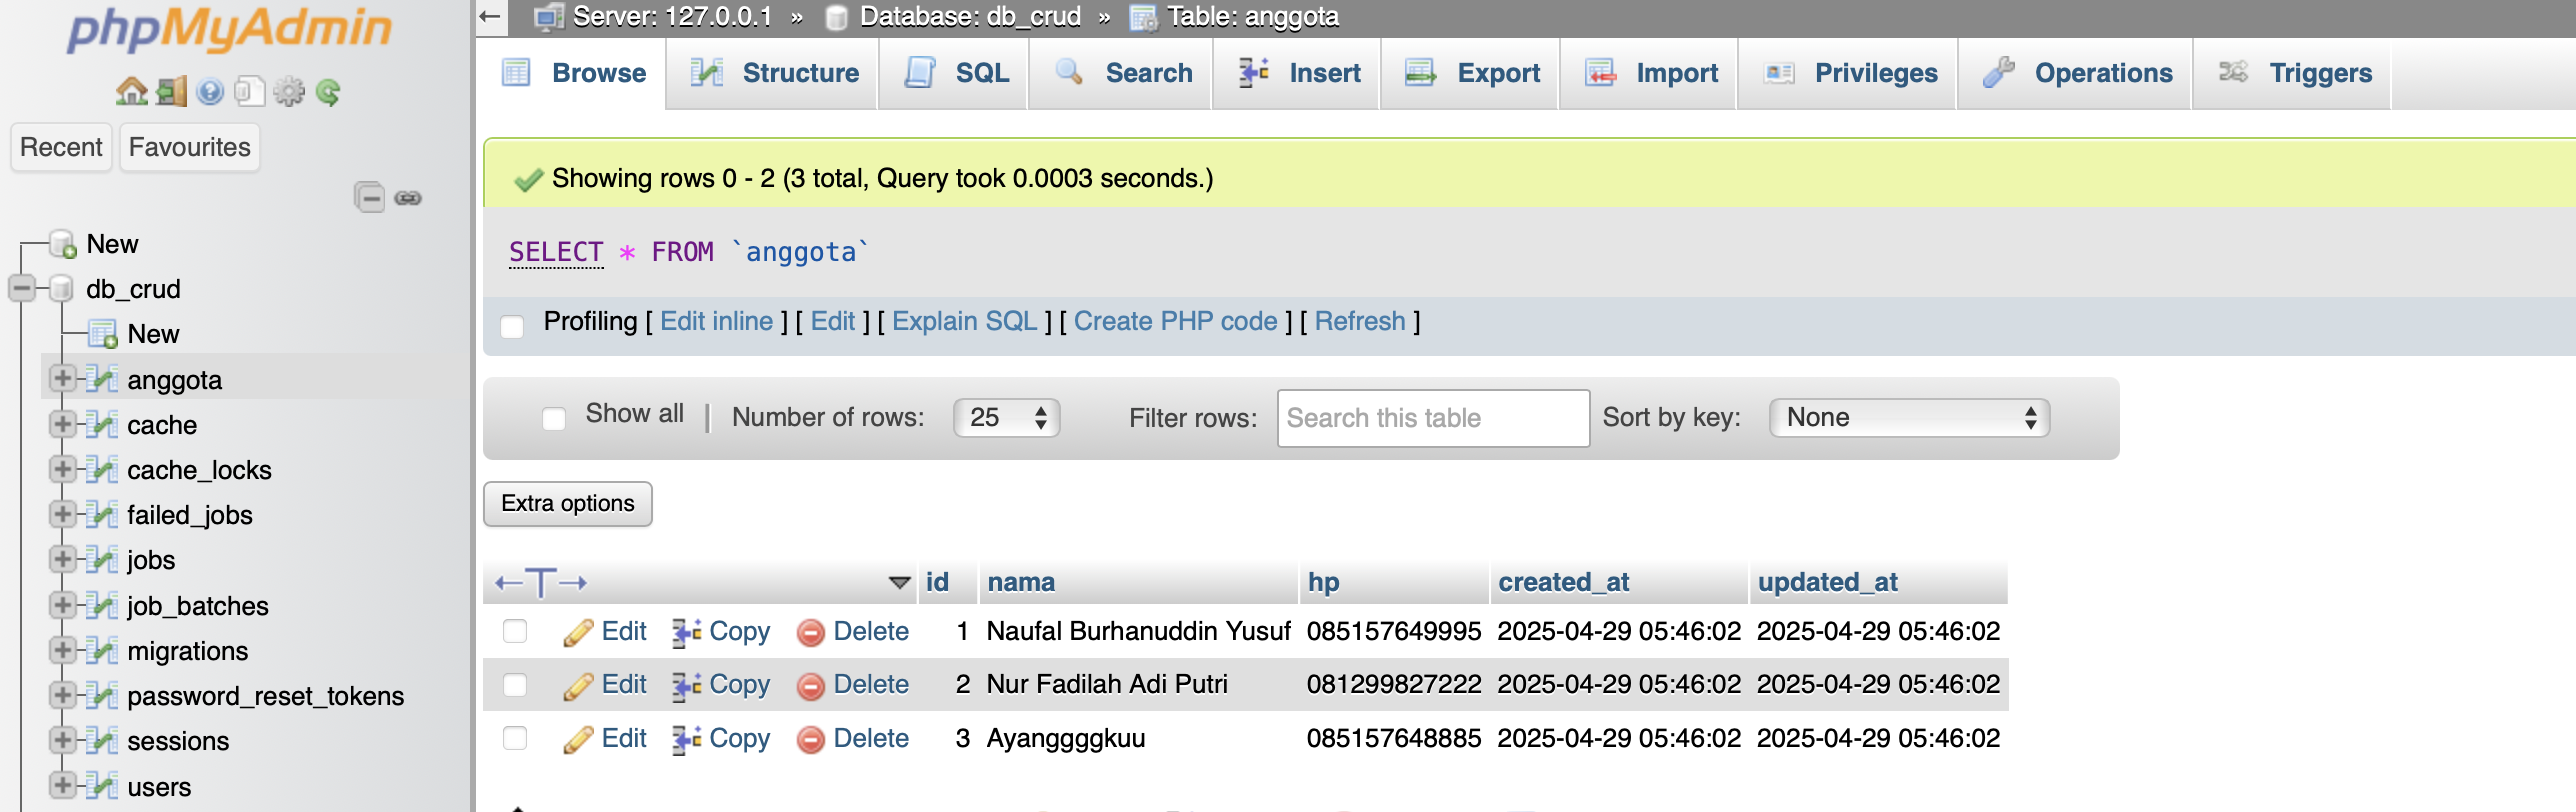 phpMyAdmin
Recent Favourites
New
db_crud
New
anggota
cache
cache_locks
failed_jobs
jobs
job_batches
migrations
password_reset_tokens
sessions
users
Server: 127.0.0.1 » Database: db_crud » Table: anggota
Browse Structure SQL Search Insert Export Import Privileges Operations Triggers
Showing rows 0 - 2 (3 total, Query took 0.0003 seconds.)
SELECT * FROM `anggota`
Profiling [ Edit inline ] [ Edit ] [ Explain SQL ] [ Create PHP code ] [ Refresh ]
Show all | Number of rows: 25 Filter rows: Search this table Sort by key: None
Extra options
←T→ id nama hp created_at updated_at
Edit Copy Delete 1 Naufal Burhanuddin Yusuf 085157649995 2025-04-29 05:46:02 2025-04-29 05:46:02
Edit Copy Delete 2 Nur Fadilah Adi Putri 081299827222 2025-04-29 05:46:02 2025-04-29 05:46:02
Edit Copy Delete 3 Ayanggggkuu 085157648885 2025-04-29 05:46:02 2025-04-29 05:46:02